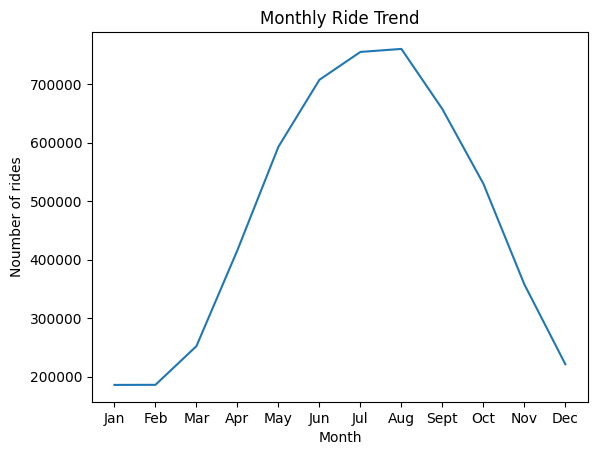 Monthly Ride Trend
Noumber of rides
700000
600000
500000
400000
300000
200000
Jan Feb Mar Apr May Jun Jul Aug Sept Oct Nov Dec
Month